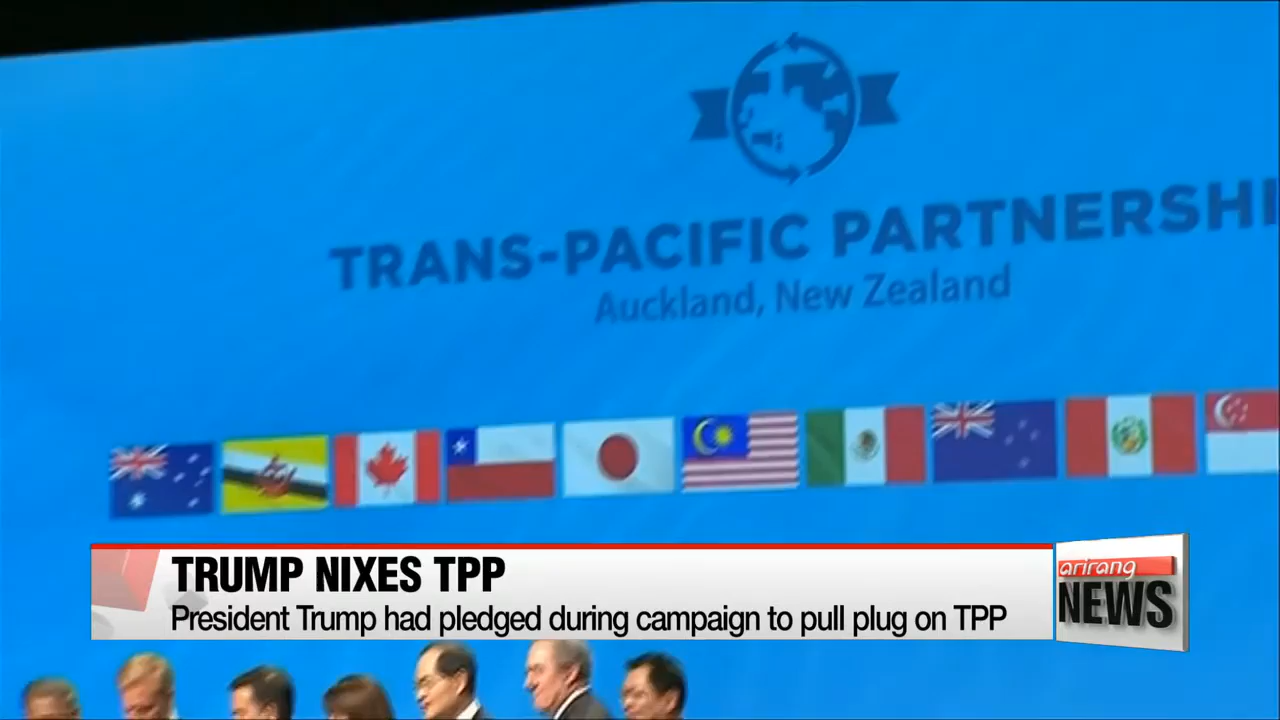 TRANS-PACIFIC PARTNERSHI
Auckland, New Zealand
TRUMP NIXES TPP
President Trump had pledged during campaign to pull plug on TPP
arirang
NEWS